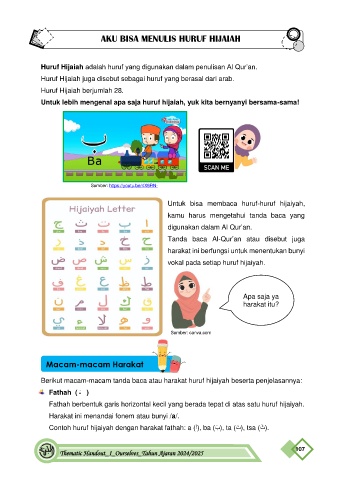 AKU BISA MENULIS HURUF HIJAIAH
Huruf Hijaiah adalah huruf yang digunakan dalam penulisan Al Qur'an.
Huruf Hijaiah juga disebut sebagai huruf yang berasal dari arab.
Huruf Hijaiah berjumlah 28.
Untuk lebih mengenal apa saja huruf hijaiah, yuk kita bernyanyi bersama-sama!
ب
Ba
SCAN ME
Hijaiyah Letter
ا ب ت ث ج
ح خ د ذ ر
ز س ش ص ض
ط ظ ع غ ف
ق ك ل م ن
و ه لا ء ي
Untuk bisa membaca huruf-huruf hijaiyah,
kamu harus mengetahui tanda baca yang
digunakan dalam Al Qur'an.
Tanda baca Al-Qur'an atau disebut juga
harakat ini berfungsi untuk menentukan bunyi
vokal pada setiap huruf hijaiyah.
Apa saja ya
harakat itu?
Sumber: canva.com
Macam-macam Harakat
Berikut macam-macam tanda baca atau harakat huruf hijaiyah beserta penjelasannya:
Fathah ( َ )
Fathah berbentuk garis horizontal kecil yang berada tepat di atas satu huruf hijaiyah.
Harakat ini menandai fonem atau bunyi /a/.
Contoh huruf hijaiyah dengan harakat fathah: a (اَ), ba (بَ), ta (تَ), tsa (ثَ).
Thematic Handout_1_Ourselves_Tahun Ajaran 2024/2025
107